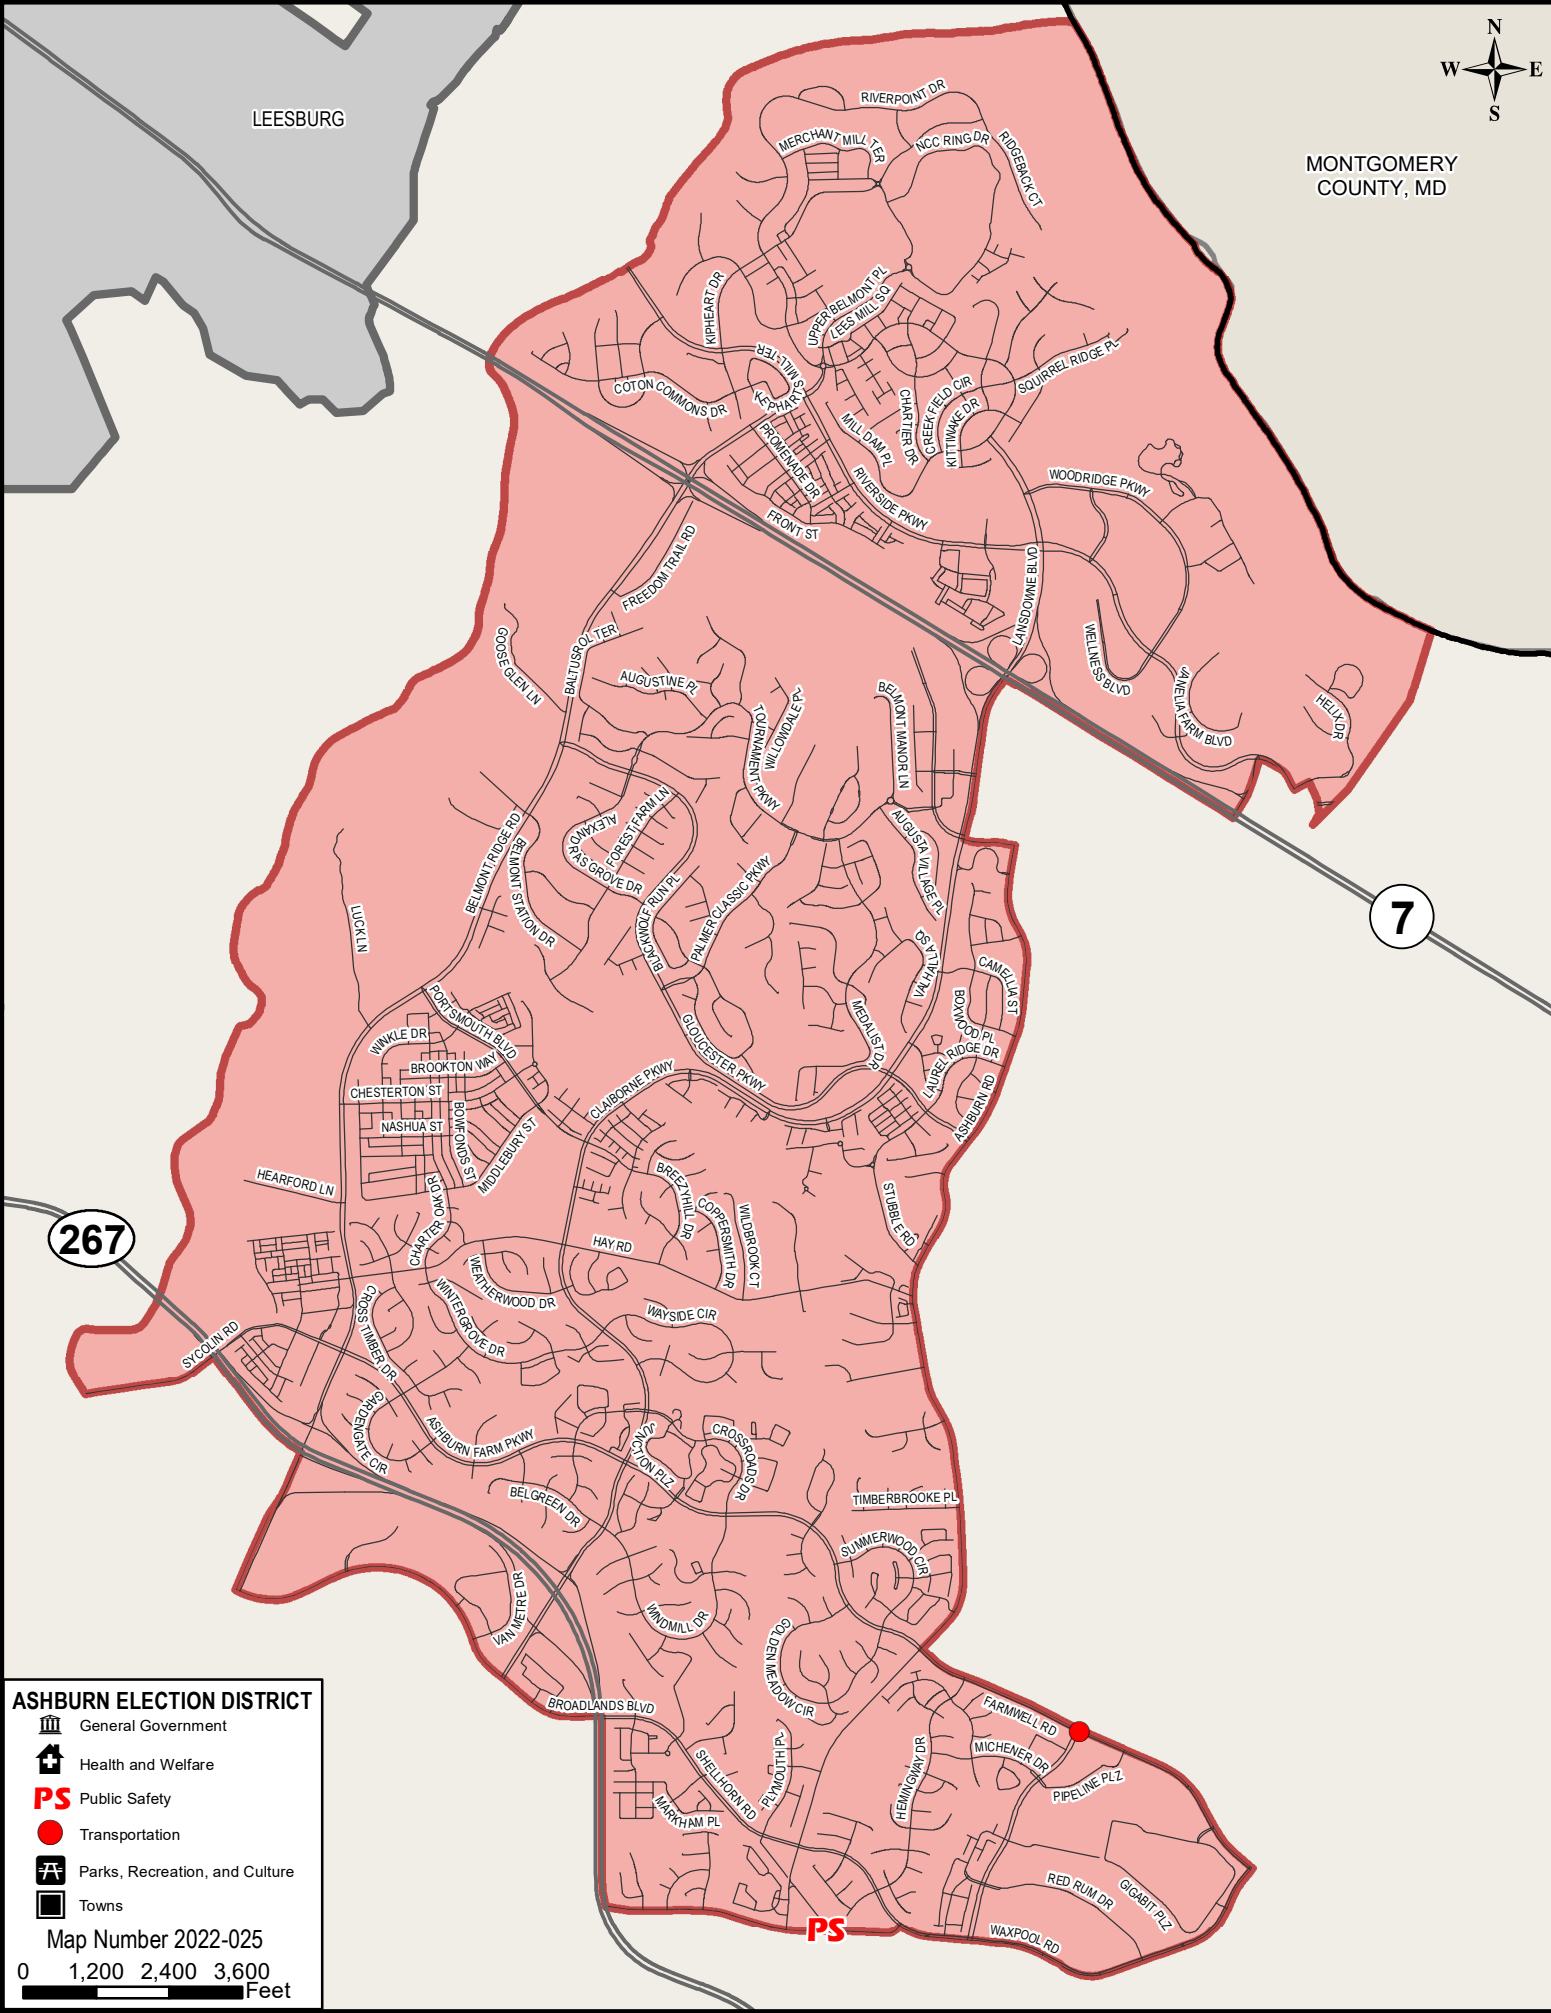 N
W E
S
LEESBURG
MONTGOMERY
COUNTY, MD
RIVERPOINT DR
MERCHANT MILL TER
NCC RING DR
RIDGEBACK CT
KIPHEART DR
UPPER BELMONT PL
LEES MILL SQ
KEPHARTS MILL TER
COTON COMMONS DR
SQUIRREL RIDGE PL
CHARTIER DR
CREEK FIELD CIR
KITTIWAKE DR
MILL DAM PL
PROMENADE DR
RIVERSIDE PKWY
WOODRIDGE PKWY
FRONT ST
FREEDOM TRAIL RD
LANSDOWNE BLVD
GOOSE GLEN LN
BALTUSROL TER
AUGUSTINE PL
WELLNESS BLVD
JANELIA FARM BLVD
HELIX DR
TOURNAMENT PKWY
WILLOWDALE PL
BELMONT MANOR LN
BELMONT RIDGE RD
BELMONT STATION DR
ALEXANDRAS GROVE DR
FOREST FARM LN
AUGUSTA VILLAGE PL
7
LUCK LN
BLACKWOLF RUN PL
PALMER CLASSIC PKWY
VALHALLA SQ
CAMELLIA ST
BOXWOOD PL
PORTSMOUTH BLVD
WINKLE DR
GLOUCESTER PKWY
MEDALIST DR
LAUREL RIDGE DR
BROOKTON WAY
CHESTERTON ST
CLAIBORNE PKWY
ASHBURN RD
NASHUA ST
BOWFONDS ST
MIDDLEBURY ST
HEARFORD LN
BREEZYHILL DR
COPPERSMITH DR
WILDBROOK CT
STUBBLE RD
267
CHARTER OAK DR
HAY RD
WEATHERWOOD DR
WINTERGROVE DR
WAYSIDE CIR
SYCOLIN RD
CROSS TIMBER DR
GARDENGATE CIR
ASHBURN FARM PKWY
JUNCTION PLZ
CROSSROADS DR
BELGREEN DR
TIMBERBROOKE PL
SUMMERWOOD CIR
VAN METRE DR
WINDMILL DR
GOLDEN MEADOW CIR
BROADLANDS BLVD
FARMWELL RD
MICHENER DR
PIPELINE PLZ
SHELLHORN RD
PLYMOUTH PL
HEMINGWAY DR
MARKHAM PL
RED RUM DR
GIGABIT PLZ
WAXPOOL RD
PS
ASHBURN ELECTION DISTRICT
General Government
Health and Welfare
PS Public Safety
Transportation
Parks, Recreation, and Culture
Towns
Map Number 2022-025
0 1,200 2,400 3,600
Feet